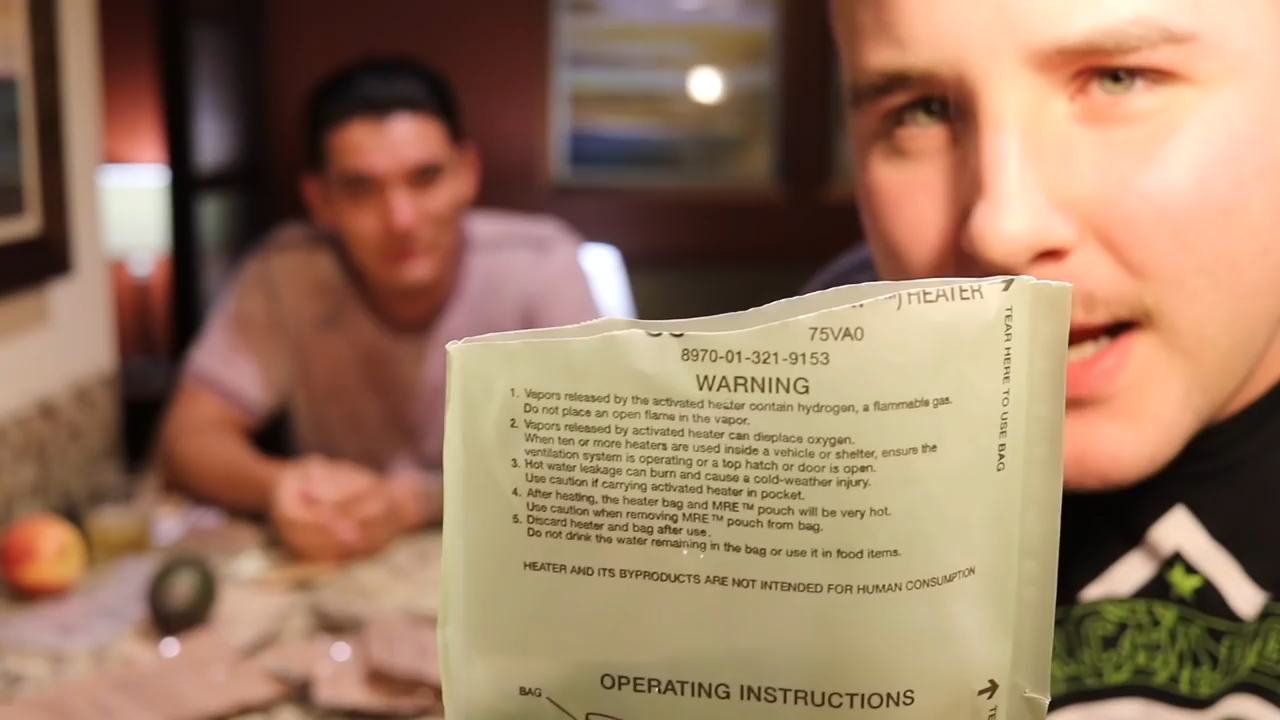 HEATER
75VA0
8970-01-321-9153
WARNING
1. Vapors released by the activated heater contain hydrogen, a flammable gas.
Do not place an open flame in the vapor.
2. Vapors released by activated heater can displace oxygen.
When ten or more heaters are used inside a vehicle or shelter, ensure the
ventilation system is operating or a top hatch or door is open.
3. Hot water leakage can burn and cause a cold-weather injury.
Use caution if carrying activated heater in pocket.
4. After heating, the heater bag and MRE™ pouch will be very hot.
Use caution when removing MRE™ pouch from bag.
5. Discard heater and bag after use.
Do not drink the water remaining in the bag or use it in food items.
HEATER AND ITS BYPRODUCTS ARE NOT INTENDED FOR HUMAN CONSUMPTION
OPERATING INSTRUCTIONS
BAG
TEAR HERE TO USE BAG
TE